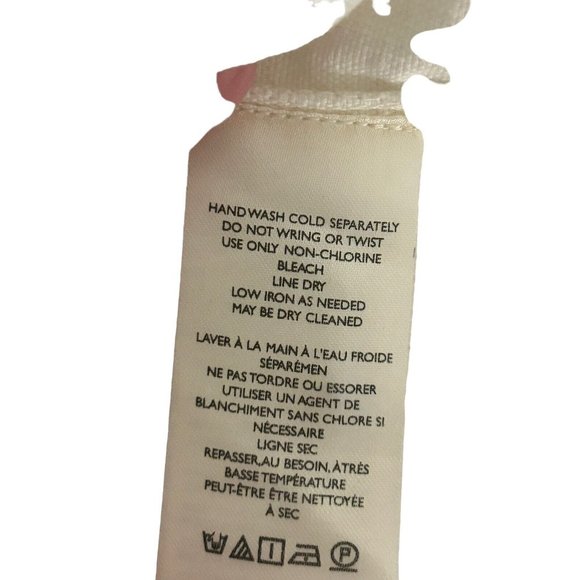 HAND WASH COLD SEPARATELY
DO NOT WRING OR TWIST
USE ONLY NON-CHLORINE
BLEACH
LINE DRY
LOW IRON AS NEEDED
MAY BE DRY CLEANED
LAVER À LA MAIN À L'EAU FROIDE
SÉPARÉMEN
NE PAS TORDRE OU ESSORER
UTILISER UN AGENT DE
BLANCHIMENT SANS CHLORE SI
NÉCESSAIRE
LIGNE SEC
REPASSER, AU BESOIN, ÀTRÈS
BASSE TEMPÉRATURE
PEUT-ÊTRE ÊTRE NETTOYÉE
À SEC
P